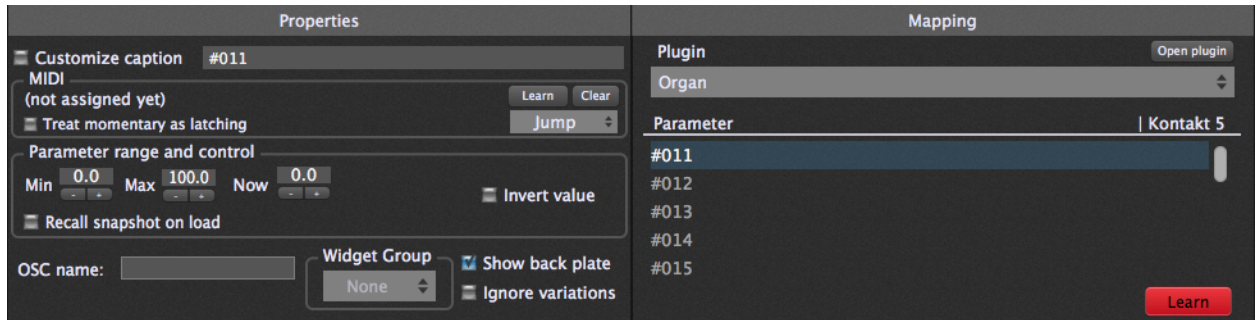 Properties
Customize caption #011
MIDI
(not assigned yet) Learn Clear
Treat momentary as latching Jump
Parameter range and control
Min 0.0 Max 100.0 Now 0.0
- + - + - +
Invert value
Recall snapshot on load
OSC name:
Widget Group
None
Show back plate
Ignore variations
Mapping
Plugin Open plugin
Organ
Parameter | Kontakt 5
#011
#012
#013
#014
#015
Learn